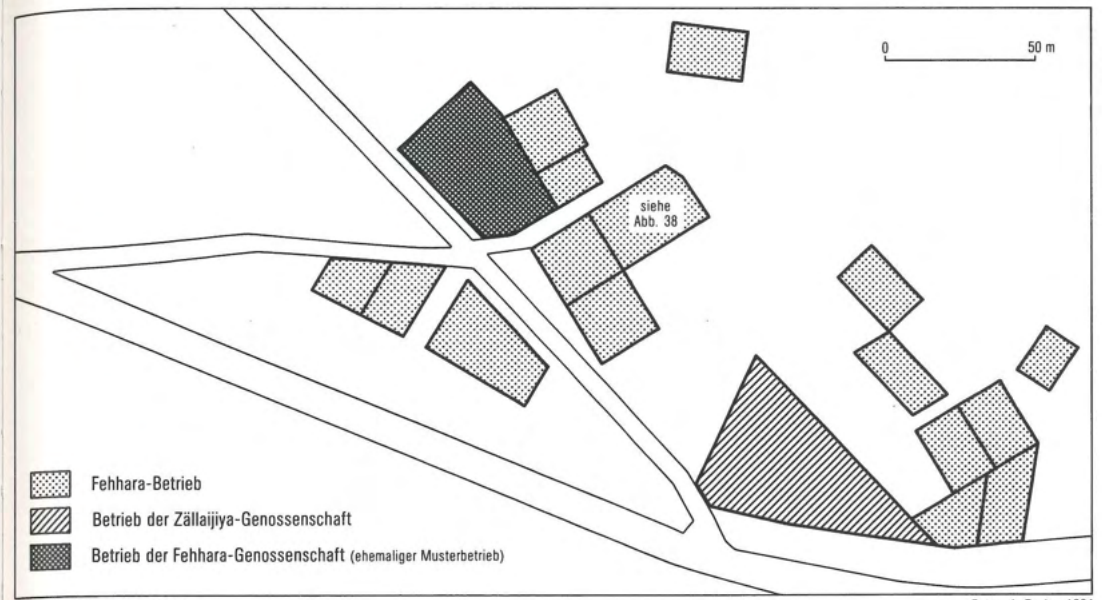 0 50 m
siehe
Abb. 38
Fehhara-Betrieb
Betrieb der Zällaijiya-Genossenschaft
Betrieb der Fehhara-Genossenschaft (ehemaliger Musterbetrieb)